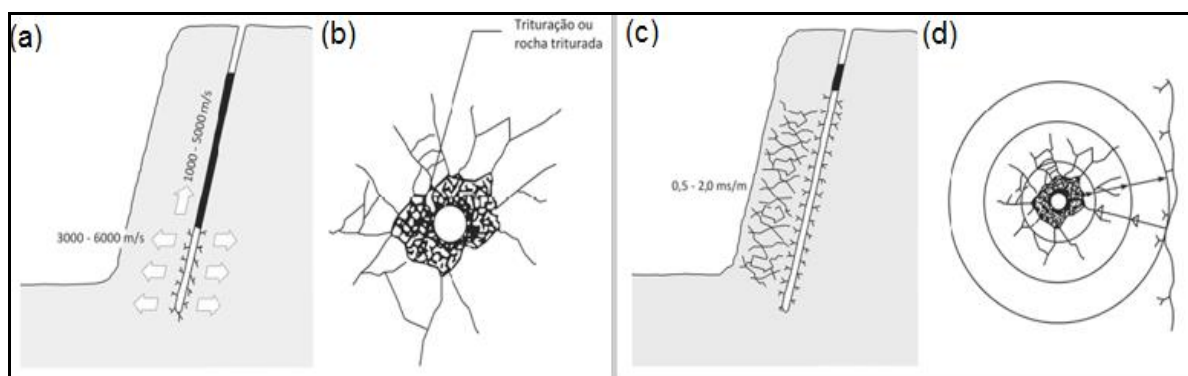 (a)
1000 - 5000 m/s
3000 - 6000 m/s
(b)
Trituração ou
rocha triturada
(c)
0,5 - 2,0 ms/m
(d)